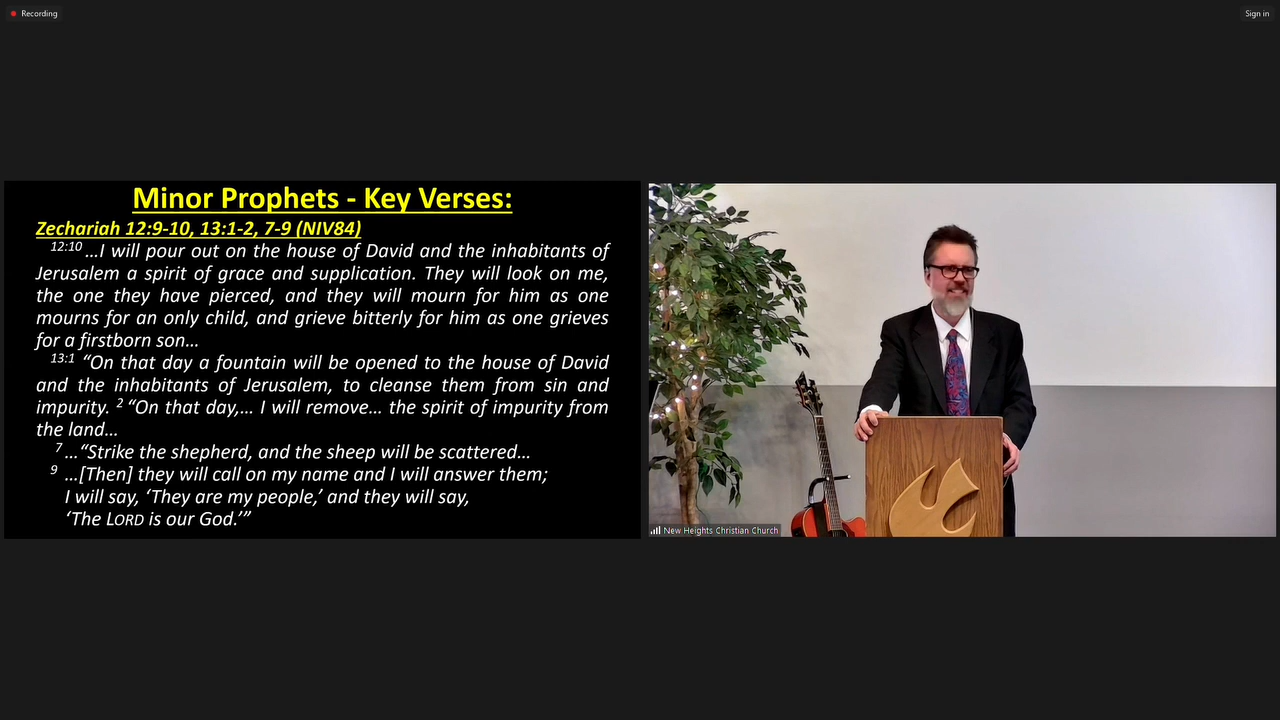 Recording
Sign in
Minor Prophets - Key Verses:
Zechariah 12:9-10, 13:1-2, 7-9 (NIV84)
12:10 …I will pour out on the house of David and the inhabitants of
Jerusalem a spirit of grace and supplication. They will look on me,
the one they have pierced, and they will mourn for him as one
mourns for an only child, and grieve bitterly for him as one grieves
for a firstborn son…
13:1 “On that day a fountain will be opened to the house of David
and the inhabitants of Jerusalem, to cleanse them from sin and
impurity. 2 “On that day,… I will remove… the spirit of impurity from
the land…
7 …“Strike the shepherd, and the sheep will be scattered…
9 …[Then] they will call on my name and I will answer them;
I will say, ‘They are my people,’ and they will say,
‘The LORD is our God.’”
New Heights Christian Church